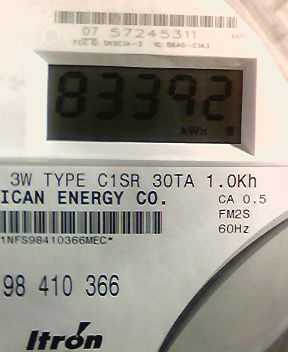 07 57245311
83392
kWh
3W TYPE C1SR 30TA 1.0Kh
ICAN ENERGY CO.
CA 0.5
FM2S
60Hz
1NFS98410366MEC*
98 410 366
Itron